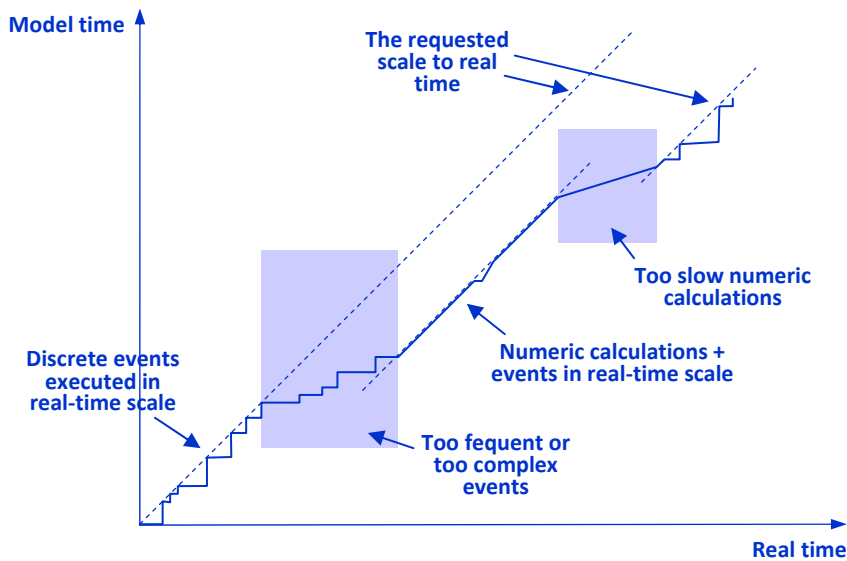 Model time
The requested
scale to real
time
Too slow numeric
calculations
Numeric calculations +
events in real-time scale
Discrete events
executed in
real-time scale
Too fequent or
too complex
events
Real time